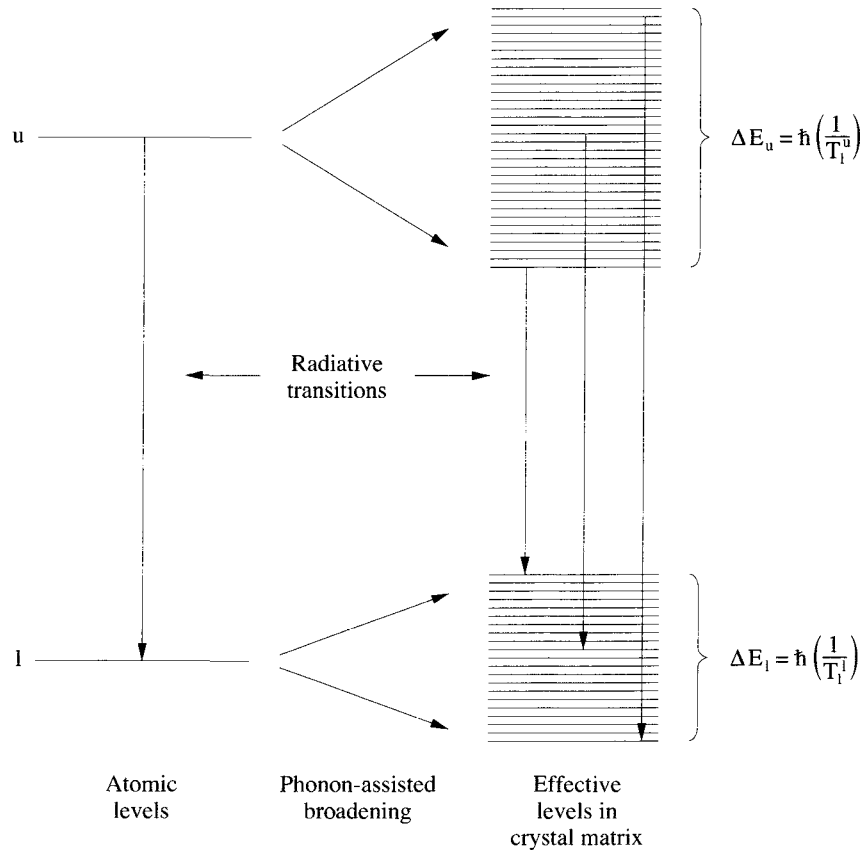 u
ΔE_u = ħ (1/T_1^u)
Radiative
transitions
l
ΔE_l = ħ (1/T_1^l)
Atomic
levels
Phonon-assisted
broadening
Effective
levels in
crystal matrix